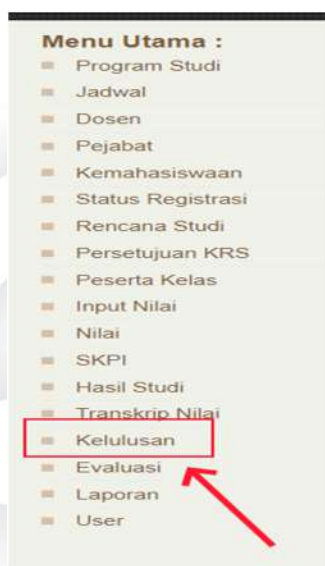 Menu Utama :
Program Studi
Jadwal
Dosen
Pejabat
Kemahasiswaan
Status Registrasi
Rencana Studi
Persetujuan KRS
Peserta Kelas
Input Nilai
Nilai
SKPI
Hasil Studi
Transkrip Nilai
Kelulusan
Evaluasi
Laporan
User